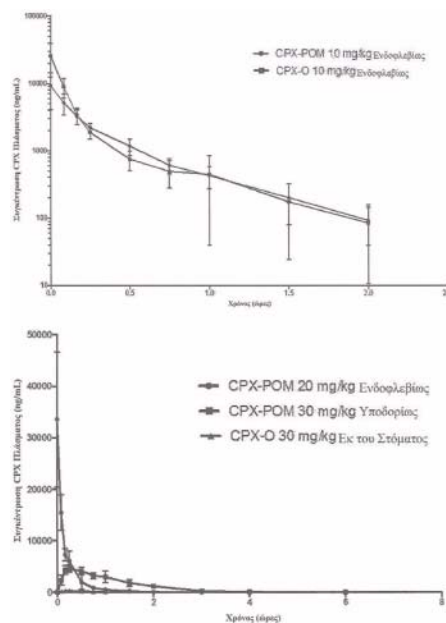 100000
10000
1000
100
10
Συγκέντρωση CPX Πλάσματος (ng/mL)
CPX-POM 10 mg/kg Ενδοφλεβίως
CPX-O 10 mg/kg Ενδοφλεβίως
0.0 0.5 1.0 1.5 2.0
Χρόνος (ώρες)
50000
40000
30000
20000
10000
0
Συγκέντρωση CPX Πλάσματος (ng/mL)
CPX-POM 20 mg/kg Ενδοφλεβίως
CPX-POM 30 mg/kg Υποδορίως
CPX-O 30 mg/kg Εκ του Στόματος
0 2 4 6 8
Χρόνος (ώρες)